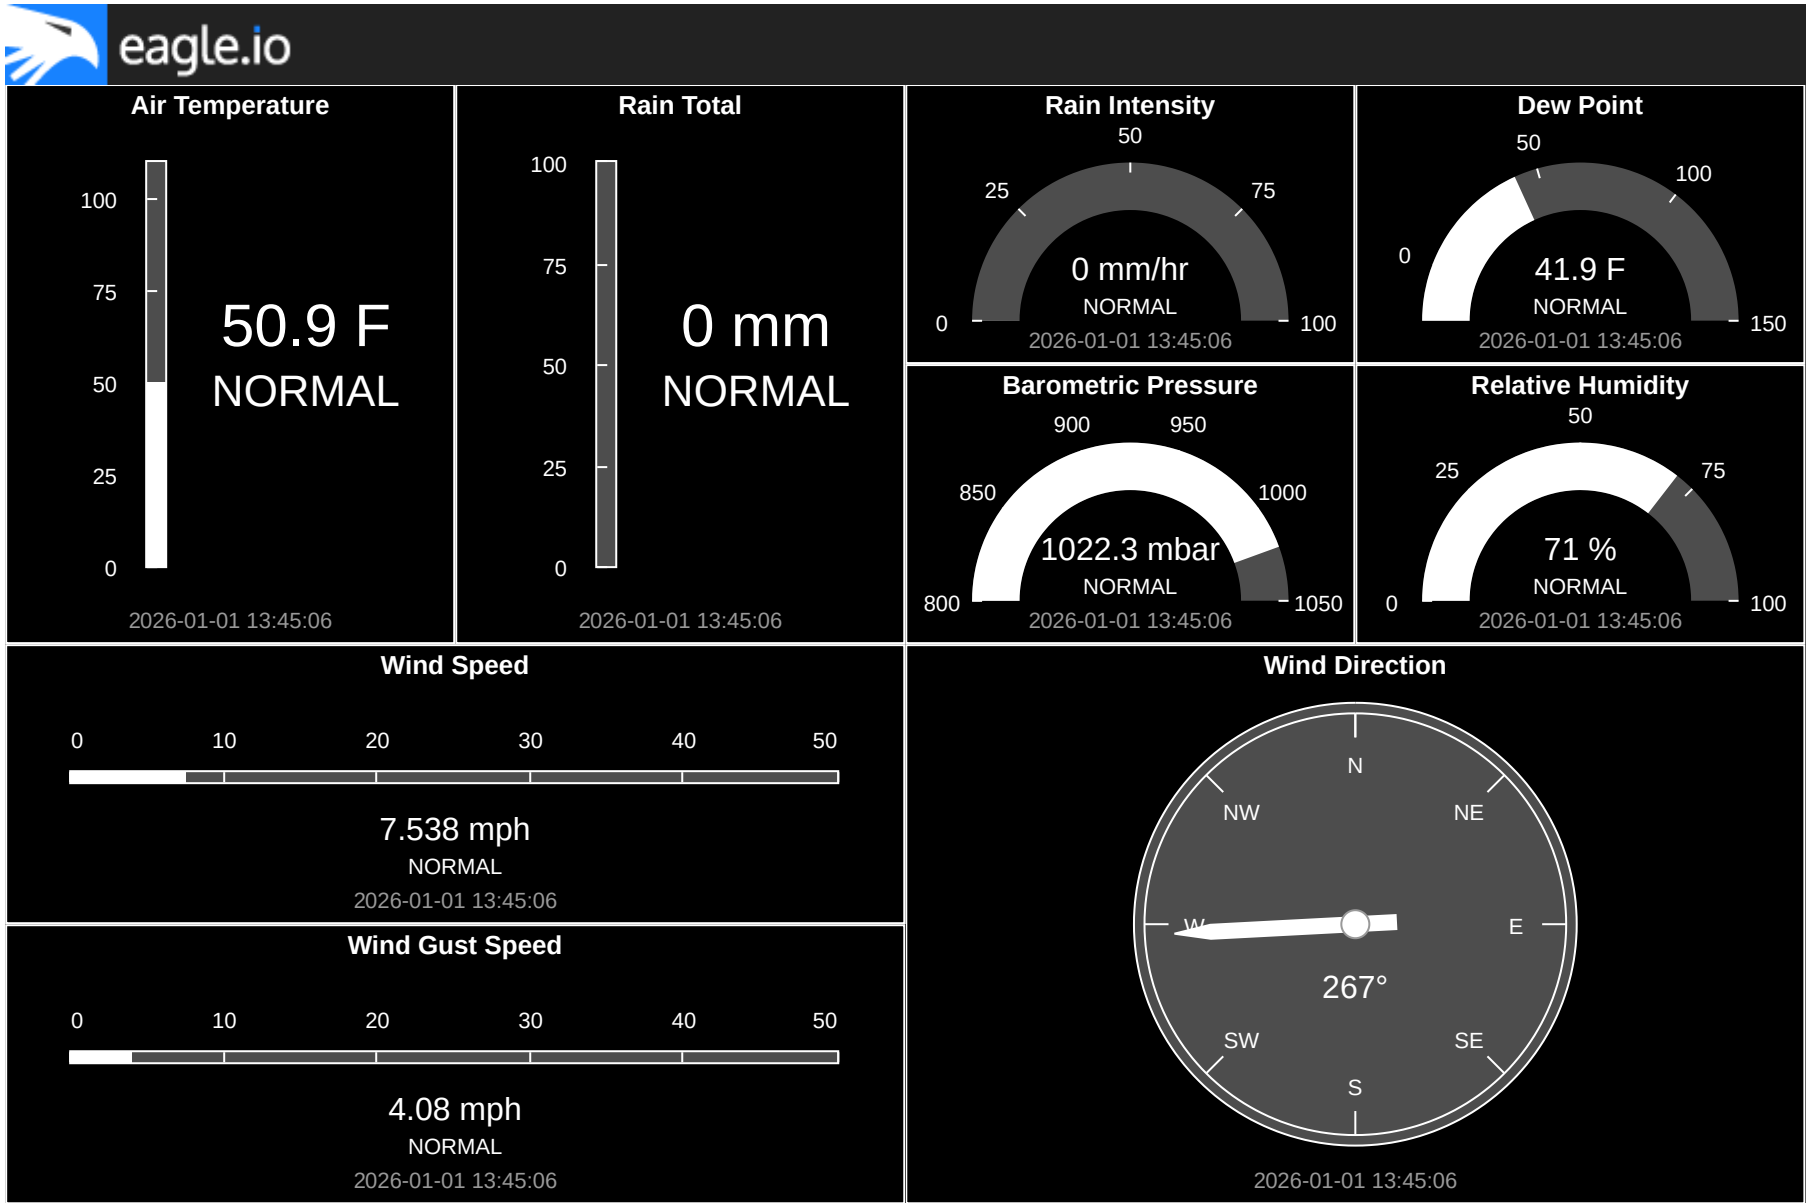 eagle.io
Air Temperature
100
75
50
25
0
50.9 F
NORMAL
2026-01-01 13:45:06
Rain Total
100
75
50
25
0
0 mm
NORMAL
2026-01-01 13:45:06
Rain Intensity
50
25
75
0
100
0 mm/hr
NORMAL
2026-01-01 13:45:06
Dew Point
50
100
0
150
41.9 F
NORMAL
2026-01-01 13:45:06
Barometric Pressure
900
950
850
1000
800
1050
1022.3 mbar
NORMAL
2026-01-01 13:45:06
Relative Humidity
50
25
75
0
100
71 %
NORMAL
2026-01-01 13:45:06
Wind Speed
0 10 20 30 40 50
7.538 mph
NORMAL
2026-01-01 13:45:06
Wind Gust Speed
0 10 20 30 40 50
4.08 mph
NORMAL
2026-01-01 13:45:06
Wind Direction
N
NW NE
W E
267°
SW SE
S
2026-01-01 13:45:06